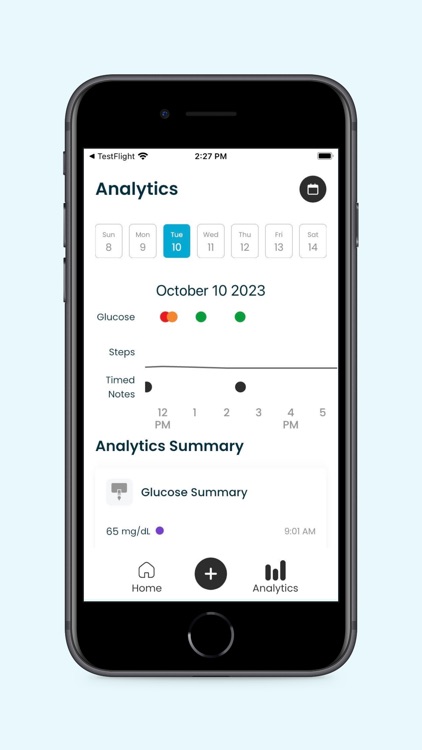 ◀ TestFlight
2:27 PM
Analytics
Sun Mon Tue Wed Thu Fri Sat
8 9 10 11 12 13 14
October 10 2023
Glucose
Steps
Timed
Notes
12 1 2 3 4 5
PM PM
Analytics Summary
Glucose Summary
65 mg/dL 9:01 AM
+
Home Analytics